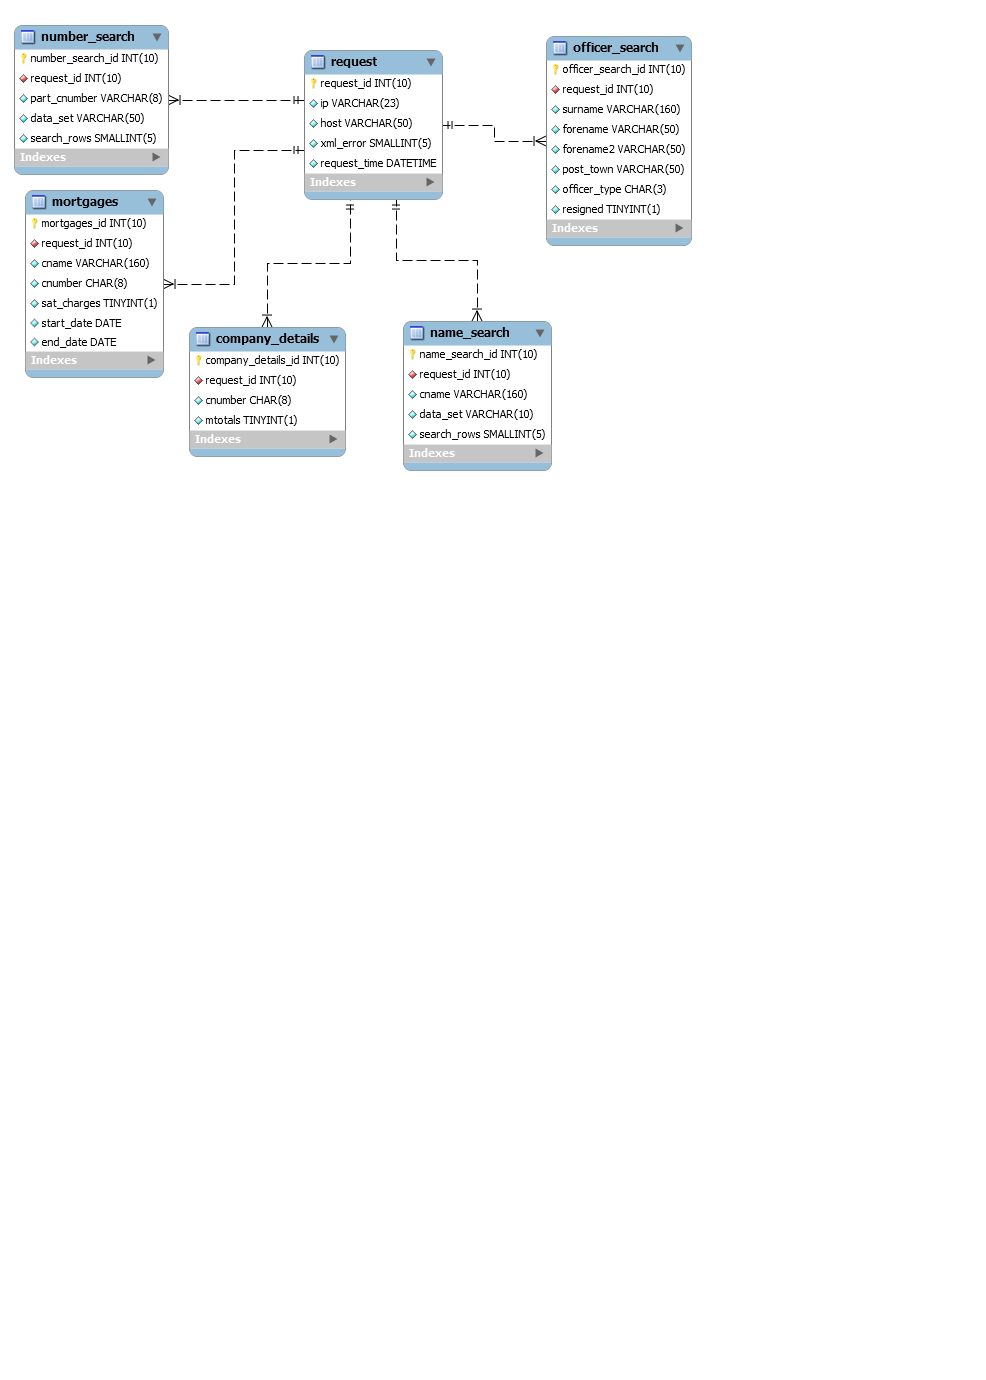 number_search
number_search_id INT(10)
request_id INT(10)
part_cnumber VARCHAR(8)
data_set VARCHAR(50)
search_rows SMALLINT(5)
Indexes
mortgages
mortgages_id INT(10)
request_id INT(10)
cname VARCHAR(160)
cnumber CHAR(8)
sat_charges TINYINT(1)
start_date DATE
end_date DATE
Indexes
request
request_id INT(10)
ip VARCHAR(23)
host VARCHAR(50)
xml_error SMALLINT(5)
request_time DATETIME
Indexes
officer_search
officer_search_id INT(10)
request_id INT(10)
surname VARCHAR(160)
forename VARCHAR(50)
forename2 VARCHAR(50)
post_town VARCHAR(50)
officer_type CHAR(3)
resigned TINYINT(1)
Indexes
company_details
company_details_id INT(10)
request_id INT(10)
cnumber CHAR(8)
mtotals TINYINT(1)
Indexes
name_search
name_search_id INT(10)
request_id INT(10)
cname VARCHAR(160)
data_set VARCHAR(10)
search_rows SMALLINT(5)
Indexes